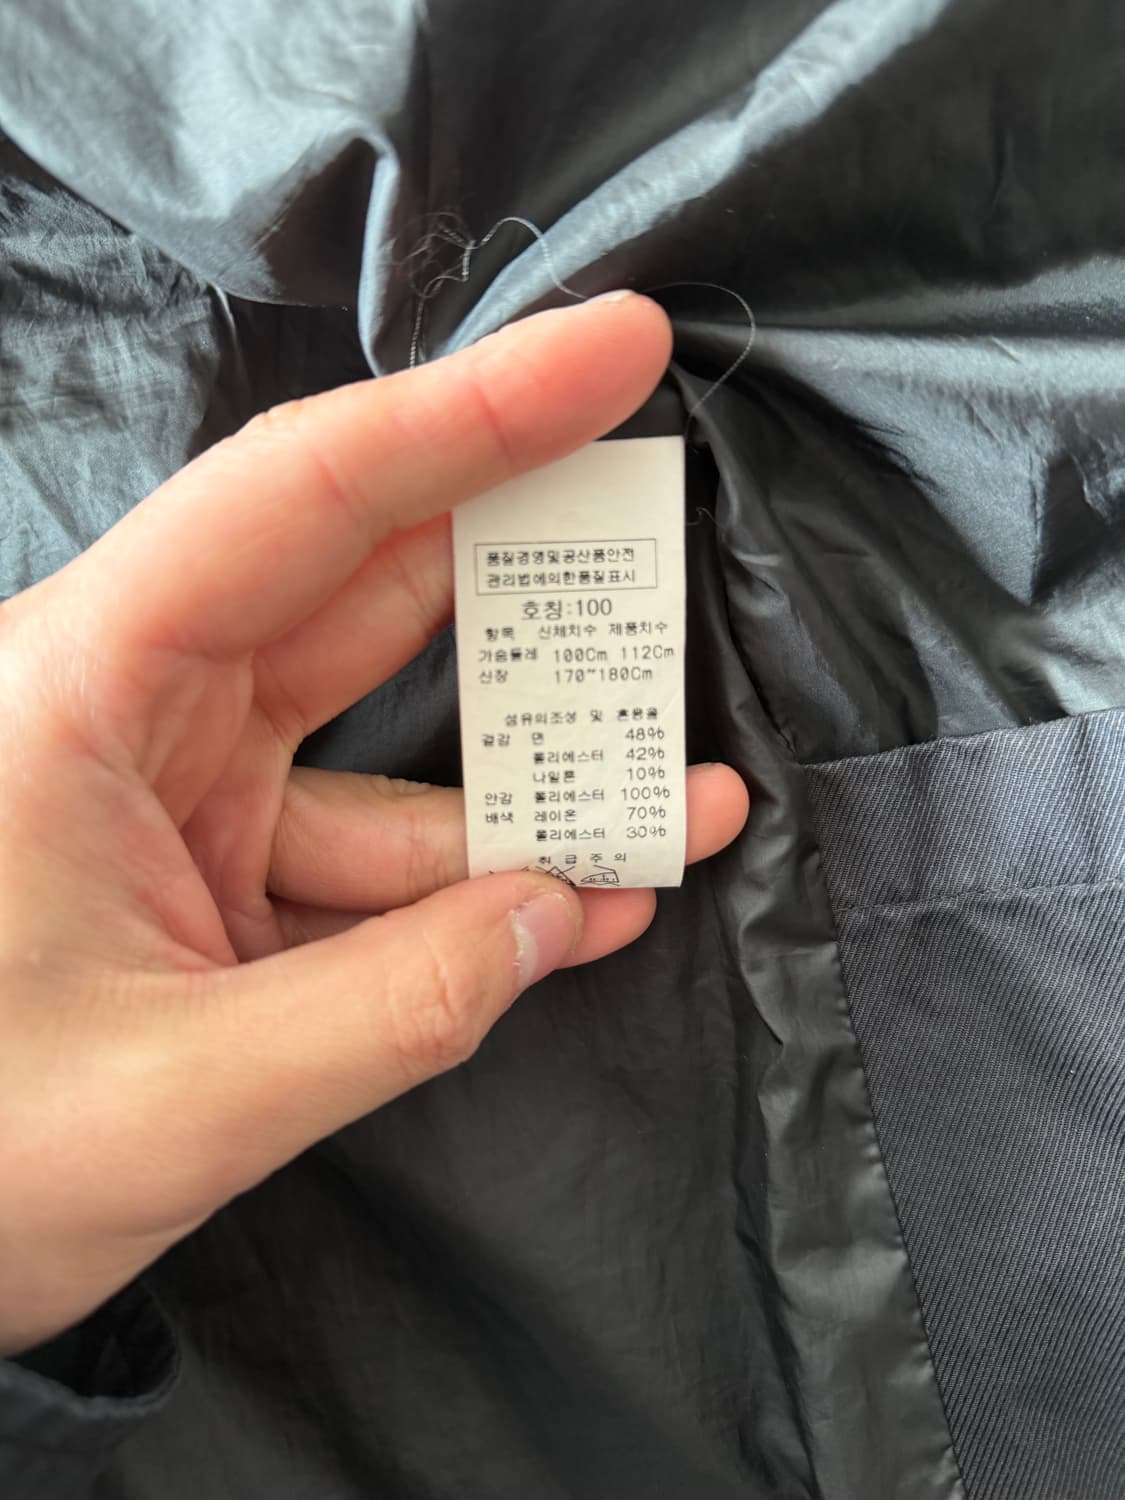 품질경영및공산품안전
관리법에의한품질표시
호칭:100
항목 신체치수 제품치수
가슴둘레 100Cm 112Cm
신장 170~180Cm
섬유의조성 및 혼용율
겉감 면 48%
폴리에스터 42%
나일론 10%
안감 폴리에스터 100%
배색 레이온 70%
폴리에스터 30%
취급주의